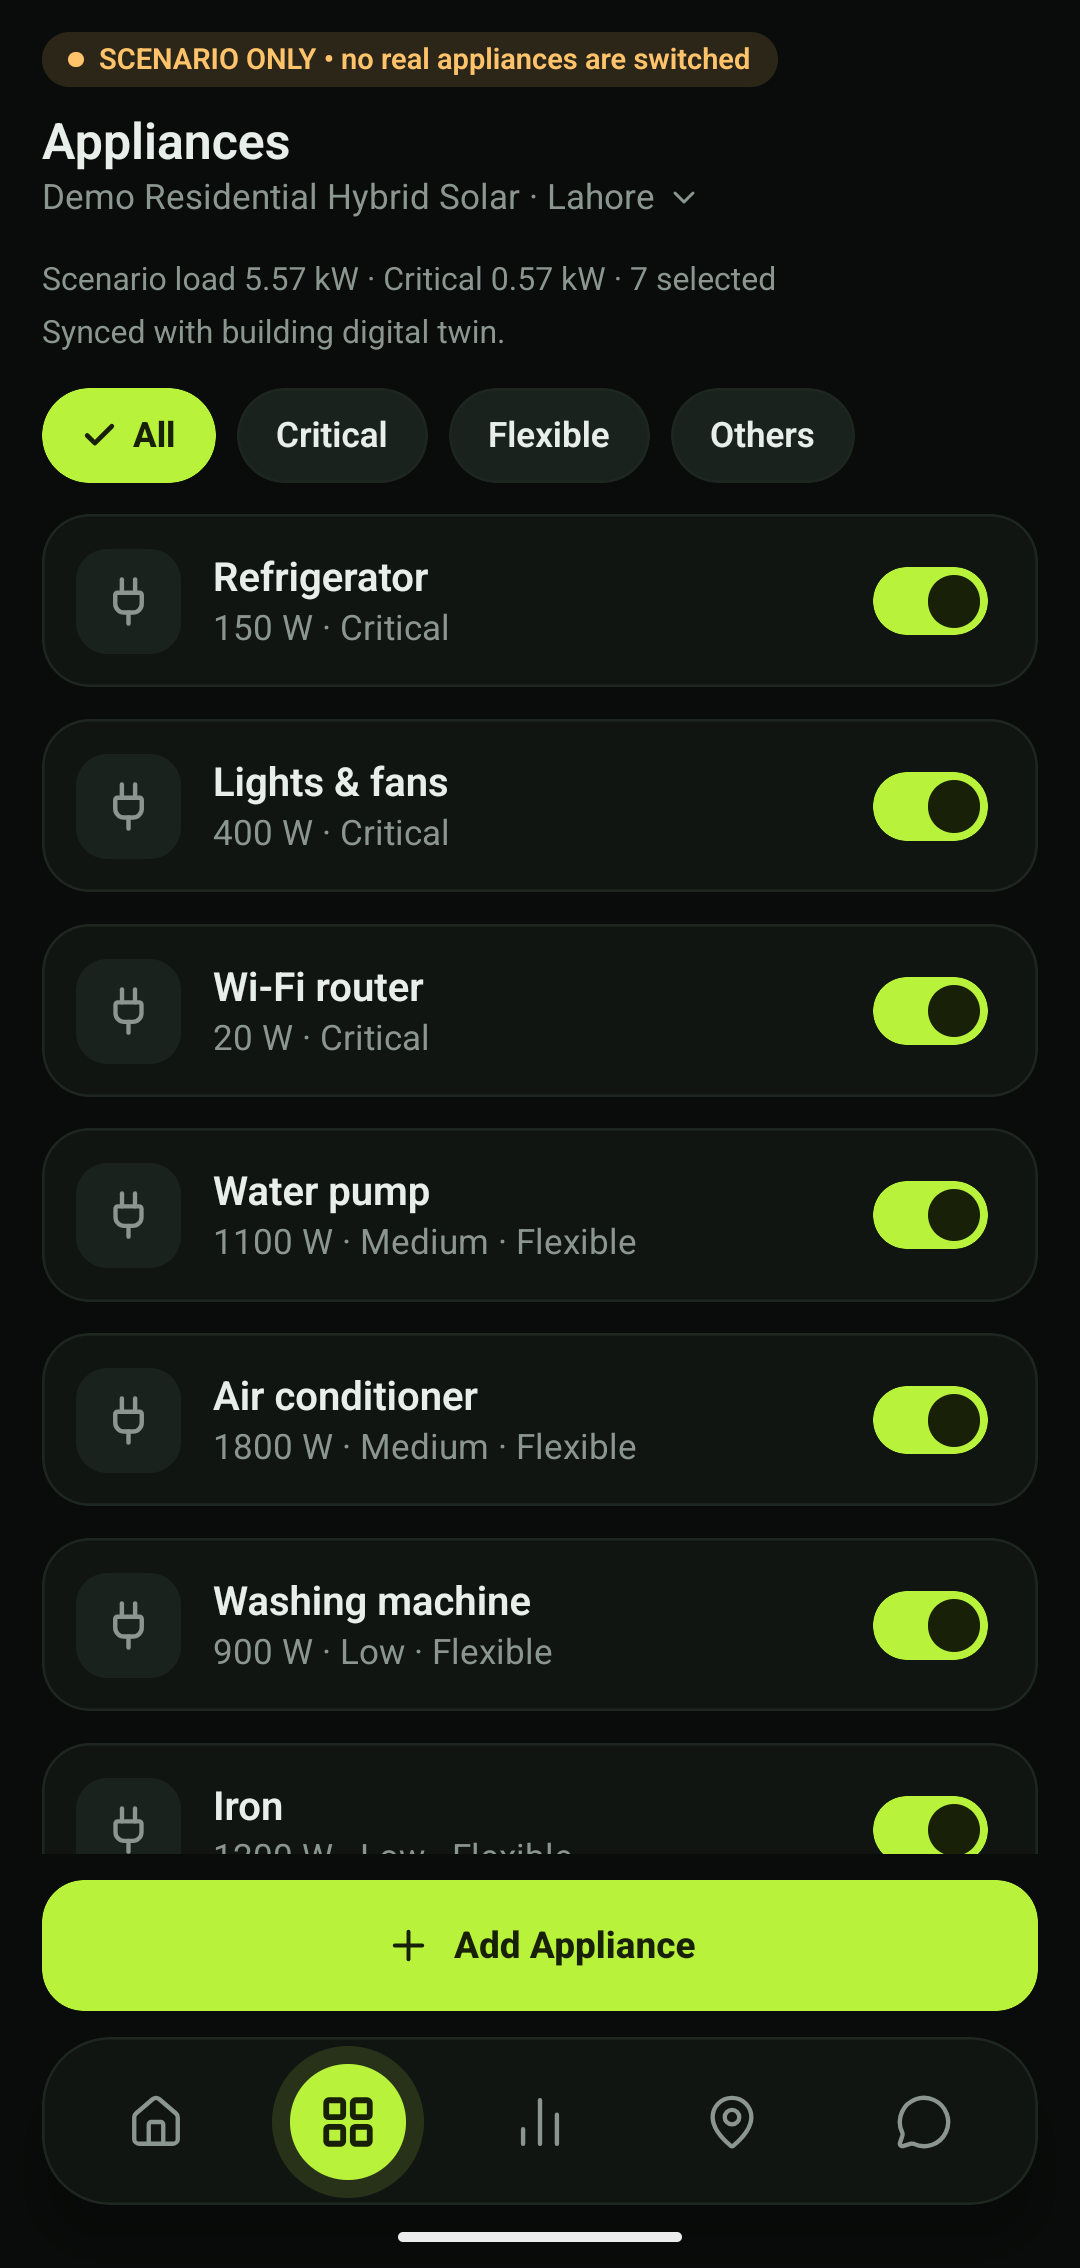 SCENARIO ONLY • no real appliances are switched
Appliances
Demo Residential Hybrid Solar · Lahore
Scenario load 5.57 kW · Critical 0.57 kW · 7 selected
Synced with building digital twin.
All
Critical
Flexible
Others
Refrigerator
150 W · Critical
Lights & fans
400 W · Critical
Wi-Fi router
20 W · Critical
Water pump
1100 W · Medium · Flexible
Air conditioner
1800 W · Medium · Flexible
Washing machine
900 W · Low · Flexible
Iron
1200 W · Low · Flexible
Add Appliance